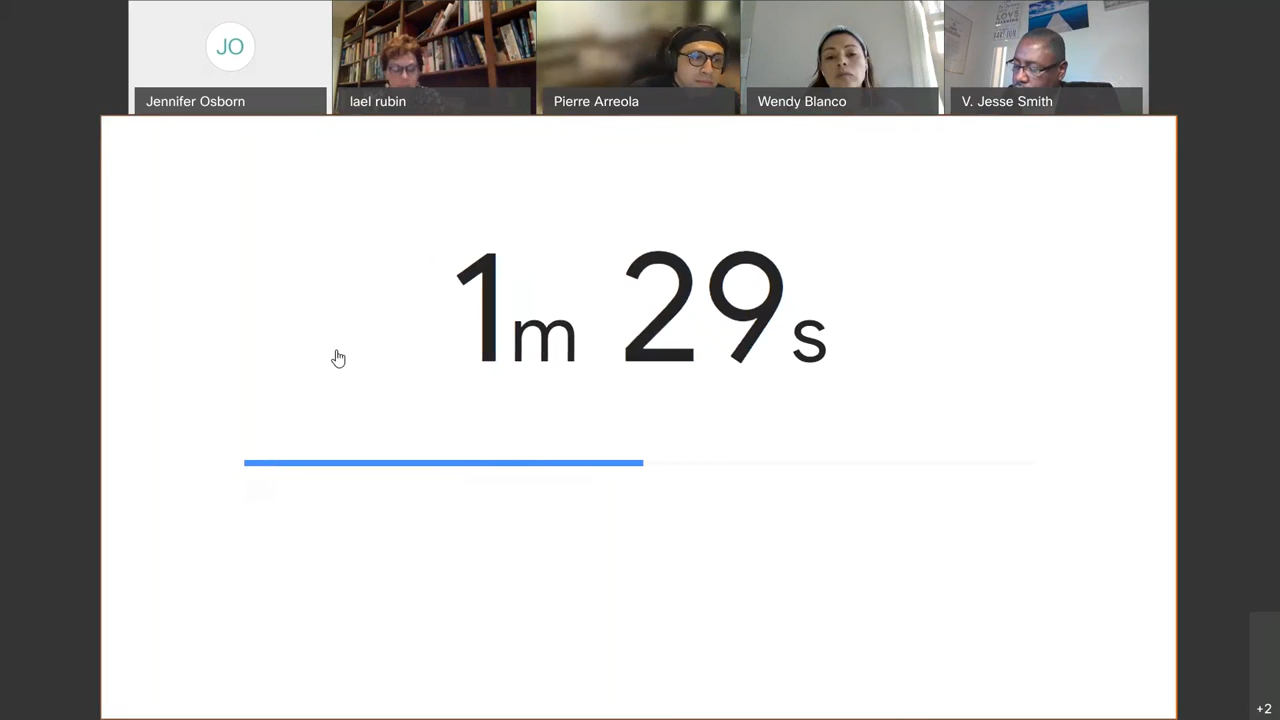 JO
Jennifer Osborn
lael rubin
Pierre Arreola
Wendy Blanco
V. Jesse Smith
1m 29s
+2